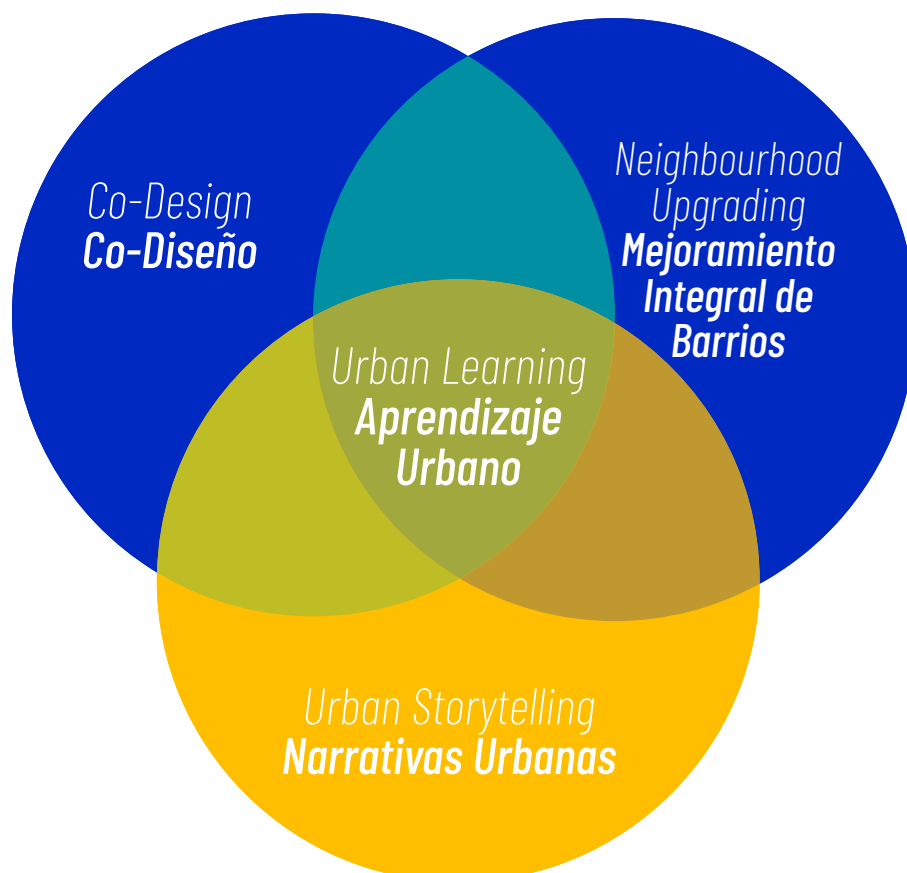 Co-Design
Co-Diseño
Neighbourhood
Upgrading
Mejoramiento
Integral de
Barrios
Urban Learning
Aprendizaje
Urbano
Urban Storytelling
Narrativas Urbanas